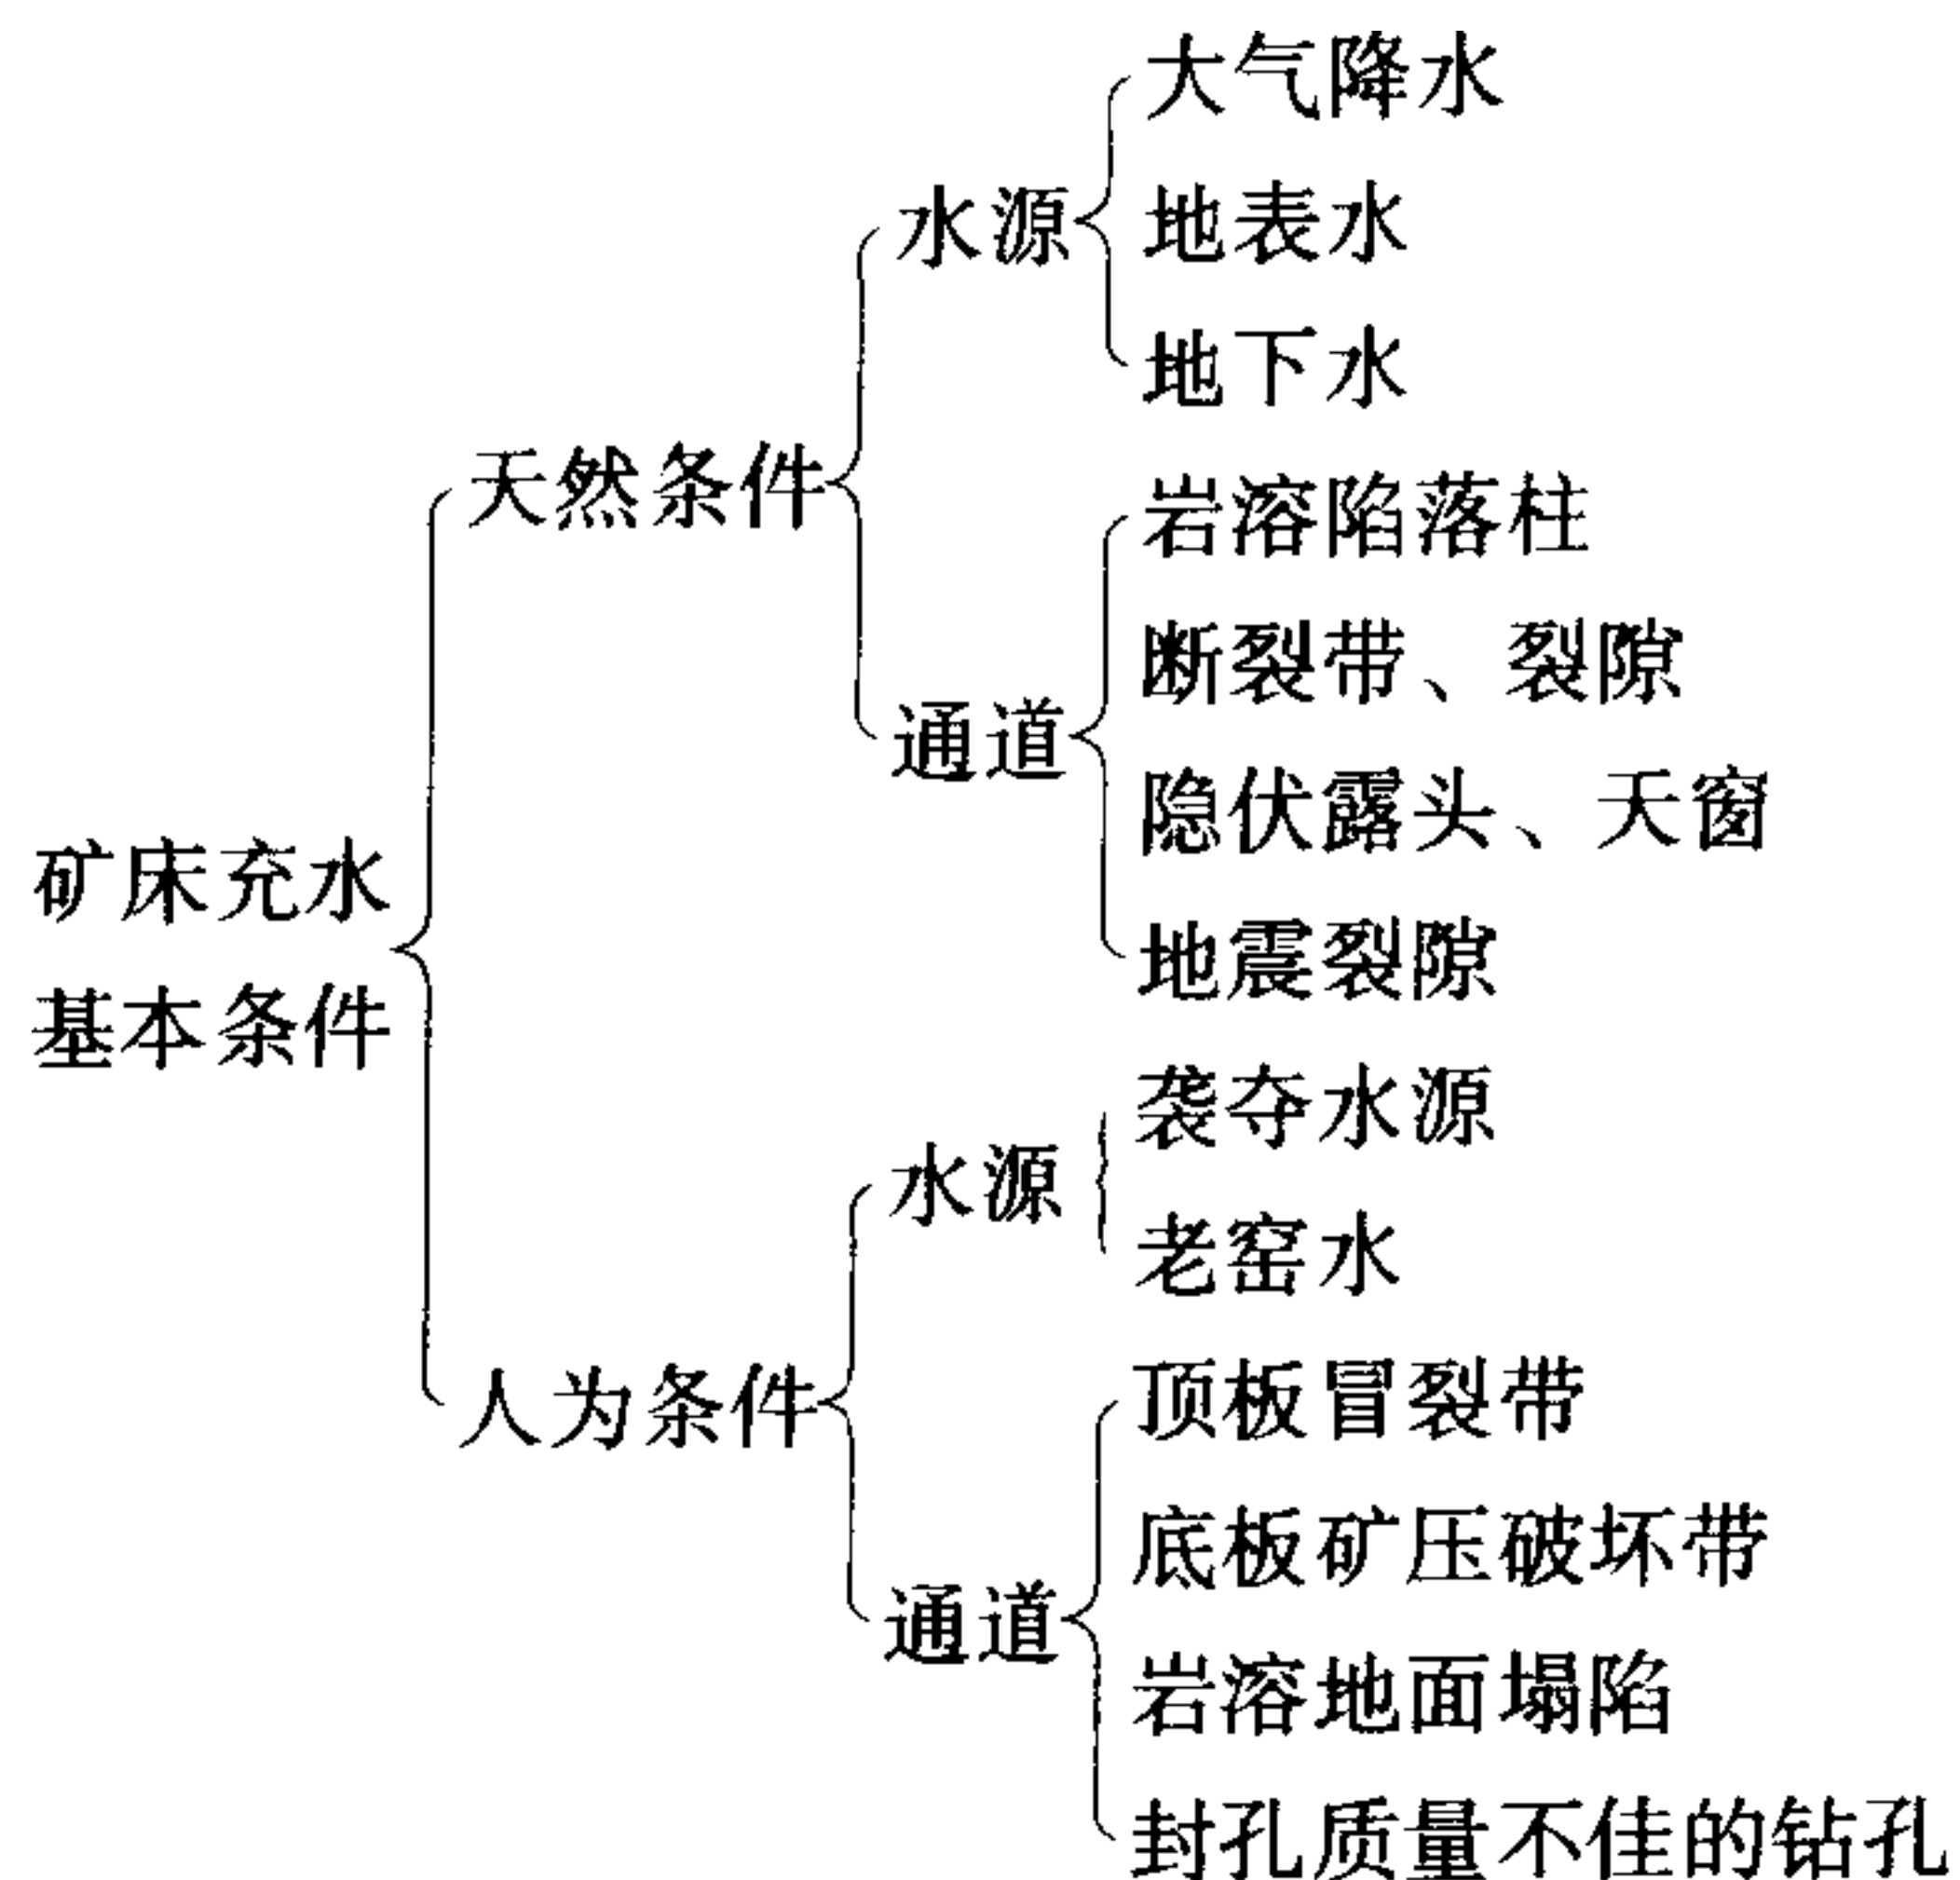 矿床充水
基本条件
天然条件
水源
大气降水
地表水
地下水
通道
岩溶陷落柱
断裂带、裂隙
隐伏露头、天窗
地震裂隙
人为条件
水源
袭夺水源
老窑水
通道
顶板冒裂带
底板矿压破坏带
岩溶地面塌陷
封孔质量不佳的钻孔